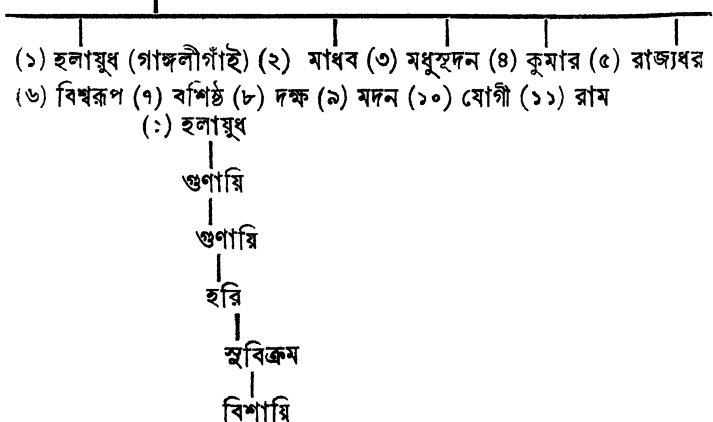 (১) হলায়ুধ (গাঙ্গলীগাঁই) (২) মাধব (৩) মধুসূদন (৪) কুমার (৫) রাজ্যধর
(৬) বিশ্বরূপ (৭) বশিষ্ঠ (৮) দক্ষ (৯) মদন (১০) যোগী (১১) রাম
(১) হলায়ুধ
গুণায়ি
গুণায়ি
হরি
সুবিক্রম
বিশায়ি